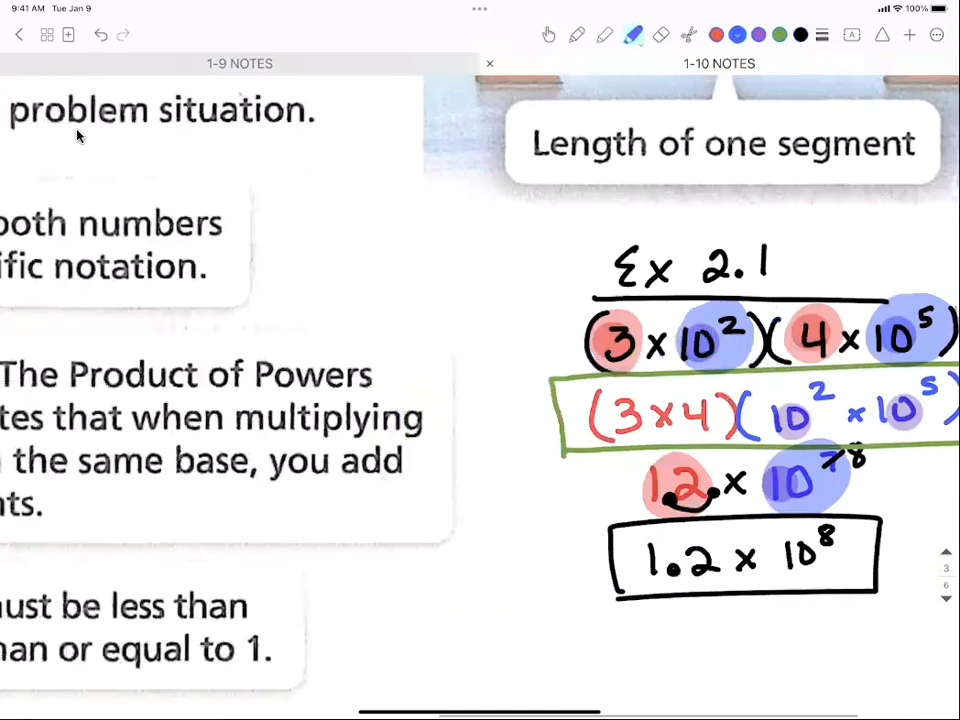 9:41 AM Tue Jan 9
100%
1-9 NOTES
1-10 NOTES
problem situation.
both numbers
ific notation.
The Product of Powers
tes that when multiplying
the same base, you add
nts.
must be less than
han or equal to 1.
Length of one segment
Ex 2.1
(3 x 10²)(4 x 10⁵)
(3 x 4)(10² x 10⁵)
12. x 10⁷ 8
1.2 x 10⁸
3
6